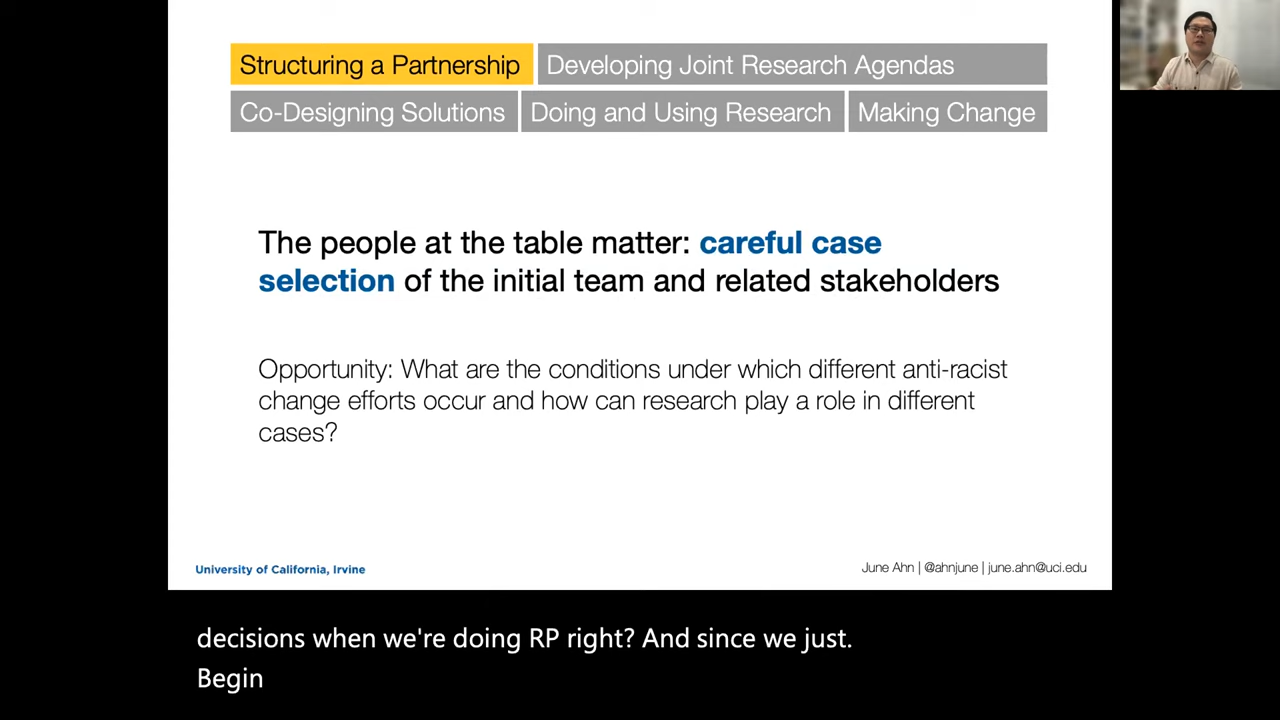 Structuring a Partnership
Developing Joint Research Agendas
Co-Designing Solutions
Doing and Using Research
Making Change
The people at the table matter: careful case
selection of the initial team and related stakeholders
Opportunity: What are the conditions under which different anti-racist
change efforts occur and how can research play a role in different
cases?
University of California, Irvine
June Ahn | @ahnjune | june.ahn@uci.edu
decisions when we're doing RP right? And since we just.
Begin